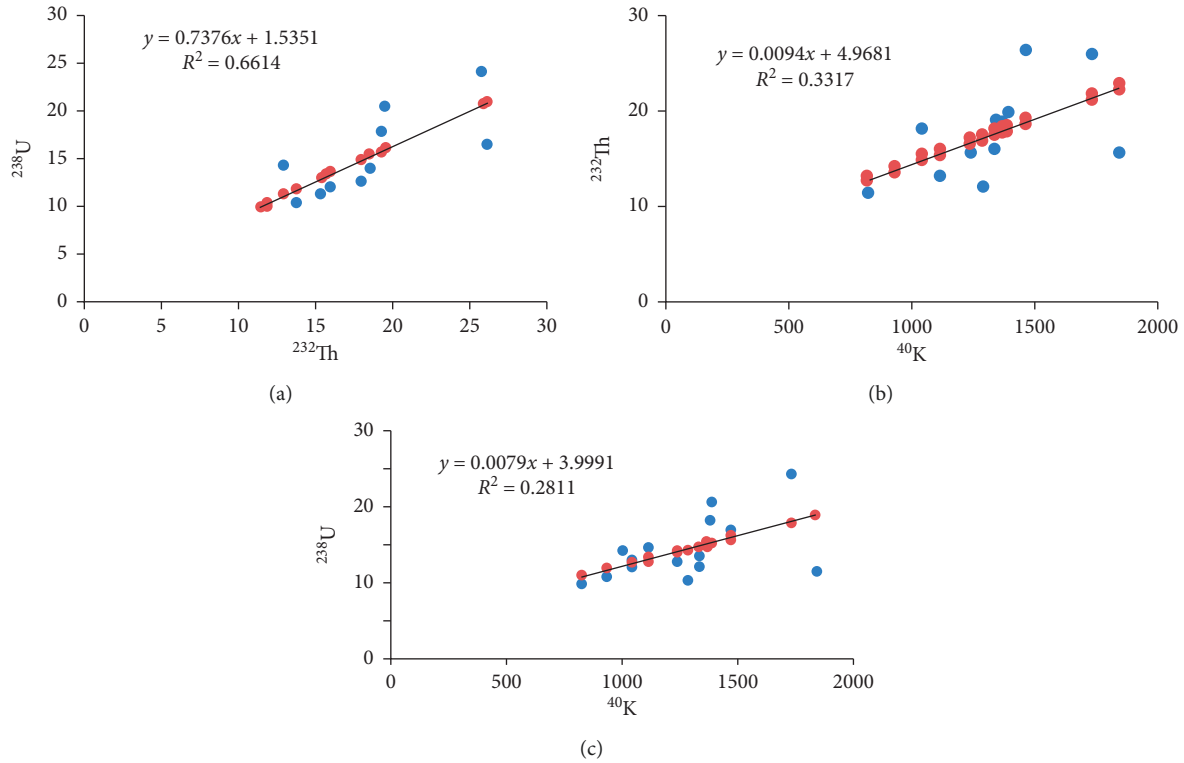 y = 0.7376x + 1.5351
R² = 0.6614
30
25
20
15
10
5
0
²³⁸U
0 5 10 15 20 25 30
²³²Th
(a)
y = 0.0094x + 4.9681
R² = 0.3317
30
20
10
0
²³²Th
0 500 1000 1500 2000
⁴⁰K
(b)
y = 0.0079x + 3.9991
R² = 0.2811
30
20
10
0
²³⁸U
0 500 1000 1500 2000
⁴⁰K
(c)